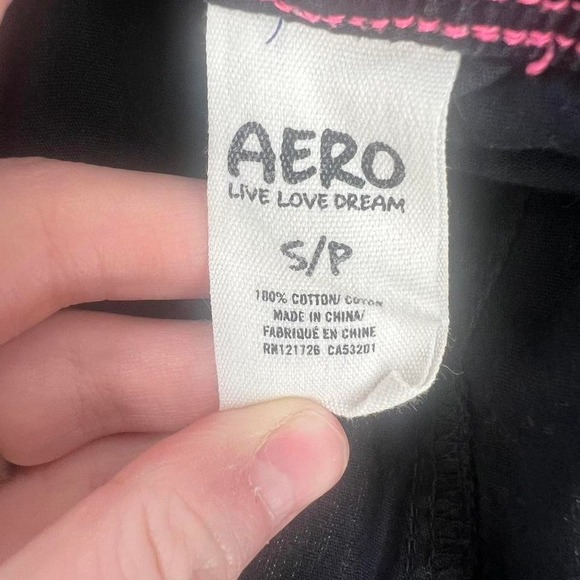 AERO
LIVE LOVE DREAM
S/P
100% COTTON/ COTON
MADE IN CHINA/
FABRIQUÉ EN CHINE
RN121726 CA53201